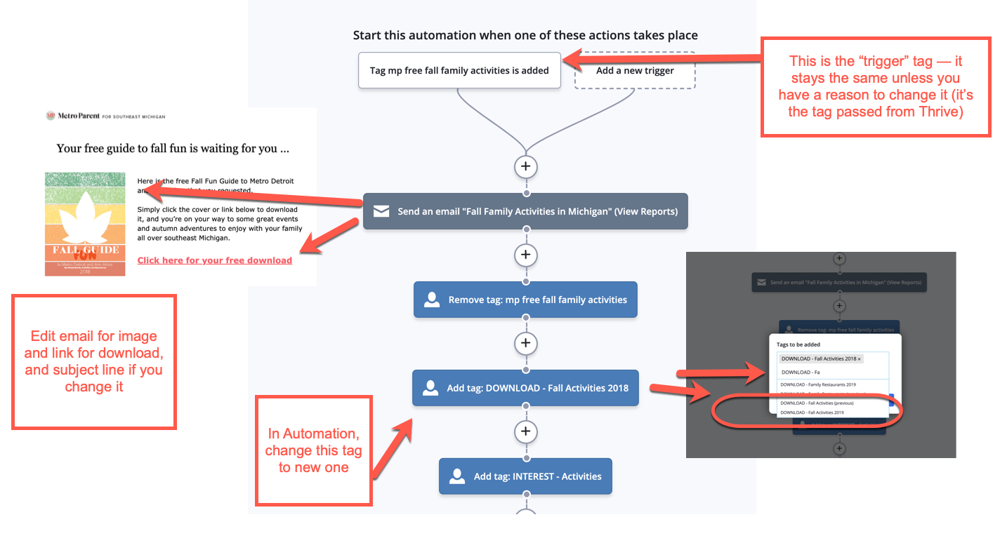 Start this automation when one of these actions takes place
Tag mp free fall family activities is added
Add a new trigger
This is the “trigger” tag — it
stays the same unless you
have a reason to change it (it’s
the tag passed from Thrive)
MP Metro Parent FOR SOUTHEAST MICHIGAN
Your free guide to fall fun is waiting for you ...
Here is the free Fall Fun Guide to Metro Detroit
you requested.
Simply click the cover or link below to download
it, and you’re on your way to some great events
and autumn adventures to enjoy with your family
all over southeast Michigan.
Click here for your free download
FALL GUIDE
FUN
to Metro Detroit and Ann Arbor
2018
Send an email "Fall Family Activities in Michigan" (View Reports)
Remove tag: mp free fall family activities
Add tag: DOWNLOAD - Fall Activities 2018
Add tag: INTEREST - Activities
Edit email for image
and link for download,
and subject line if you
change it
In Automation,
change this tag
to new one
Send an email "Fall Family Activities in Michigan" (View Reports)
Remove tag: mp free fall family activities
Tags to be added
DOWNLOAD - Fall Activities 2018 ×
DOWNLOAD - Fa
DOWNLOAD - Family Restaurants 2019
DOWNLOAD - Fall Activities (previous)
DOWNLOAD - Fall Activities 2019